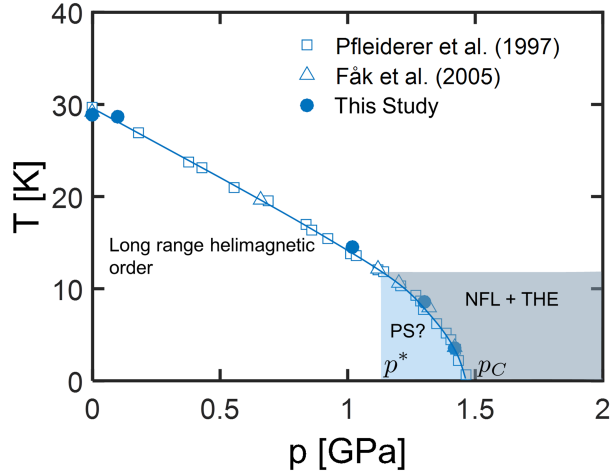 Pfleiderer et al. (1997)
Fåk et al. (2005)
This Study
40
30
20
10
0
T [K]
Long range helimagnetic
order
NFL + THE
PS?
p*
pC
0
0.5
1
1.5
2
p [GPa]